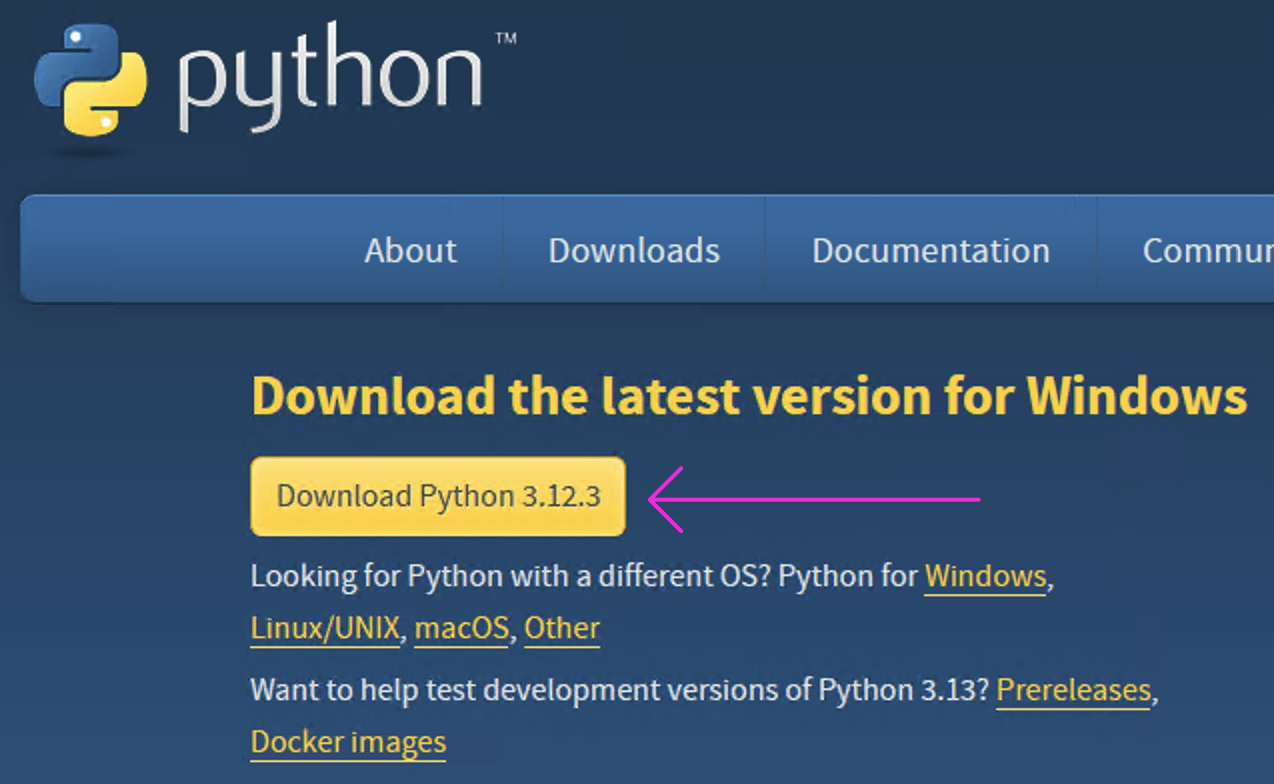 python™
About Downloads Documentation
Download the latest version for Windows
Download Python 3.12.3
Looking for Python with a different OS? Python for Windows,
Linux/UNIX, macOS, Other
Want to help test development versions of Python 3.13? Prereleases,
Docker images